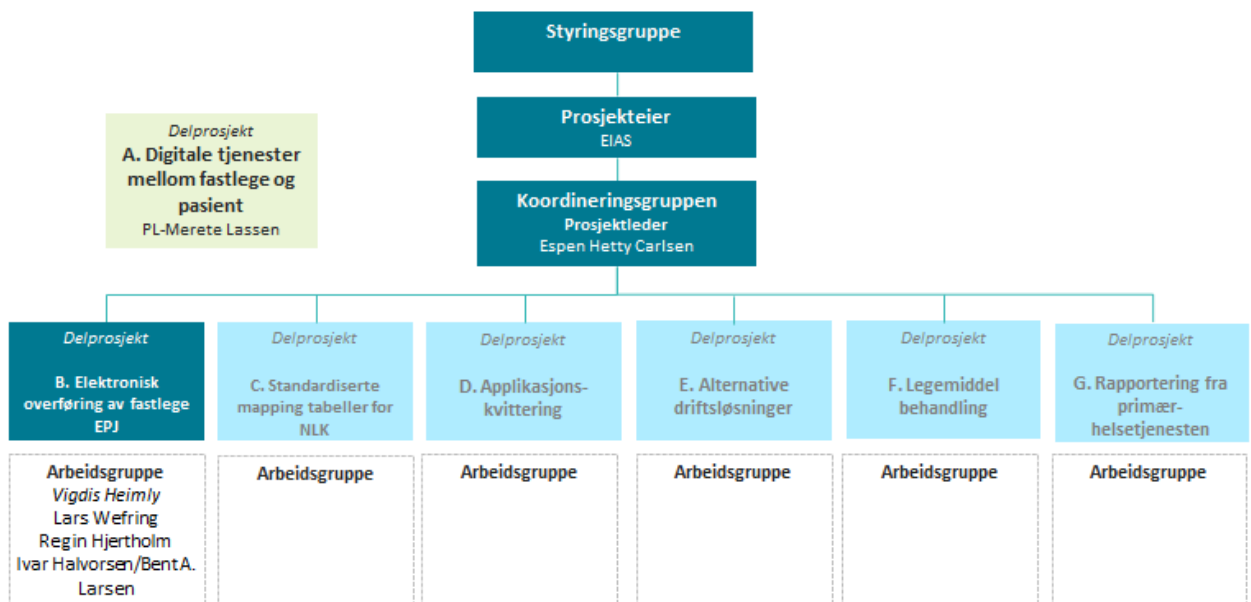 Styringsgruppe
Prosjekteier
EIAS
Koordineringsgruppen
Prosjektleder
Espen Hetty Carlsen
Delprosjekt
A. Digitale tjenester
mellom fastlege og
pasient
PL-Merete Lassen
Delprosjekt
B. Elektronisk
overføring av fastlege
EPJ
Delprosjekt
C. Standardiserte
mapping tabeller for
NLK
Delprosjekt
D. Applikasjons-
kvittering
Delprosjekt
E. Alternative
driftsløsninger
Delprosjekt
F. Legemiddel
behandling
Delprosjekt
G. Rapportering fra
primær-
helsetjenesten
Arbeidsgruppe
Vigdis Heimly
Lars Wefring
Regin Hjertholm
Ivar Halvorsen/Bent A.
Larsen
Arbeidsgruppe
Arbeidsgruppe
Arbeidsgruppe
Arbeidsgruppe
Arbeidsgruppe